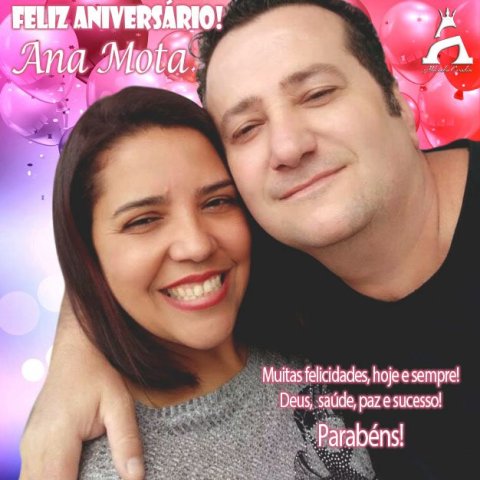 FELIZ ANIVERSÁRIO!
Ana Mota
Muitas felicidades, hoje e sempre!
Deus, saúde, paz e sucesso!
Parabéns!